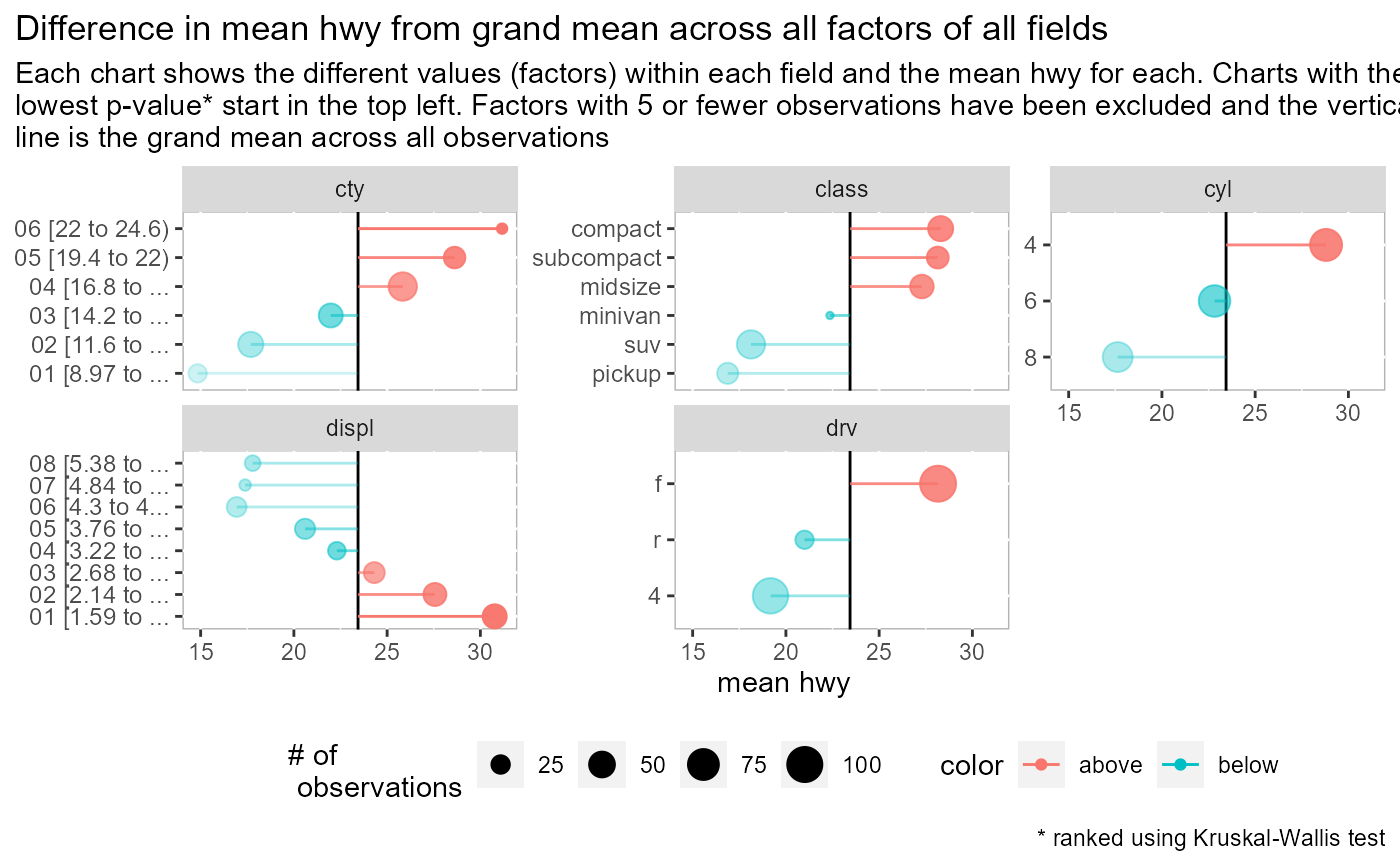 Difference in mean hwy from grand mean across all factors of all fields
Each chart shows the different values (factors) within each field and the mean hwy for each. Charts with the
lowest p-value* start in the top left. Factors with 5 or fewer observations have been excluded and the vertica
line is the grand mean across all observations
cty
06 [22 to 24.6)
05 [19.4 to 22)
04 [16.8 to ...
03 [14.2 to ...
02 [11.6 to ...
01 [8.97 to ...
class
compact
subcompact
midsize
minivan
suv
pickup
cyl
4
6
8
15 20 25 30
displ
08 [5.38 to ...
07 [4.84 to ...
06 [4.3 to 4...
05 [3.76 to ...
04 [3.22 to ...
03 [2.68 to ...
02 [2.14 to ...
01 [1.59 to ...
15 20 25 30
drv
f
r
4
15 20 25 30
mean hwy
# of
observations
25 50 75 100
color
above below
* ranked using Kruskal-Wallis test